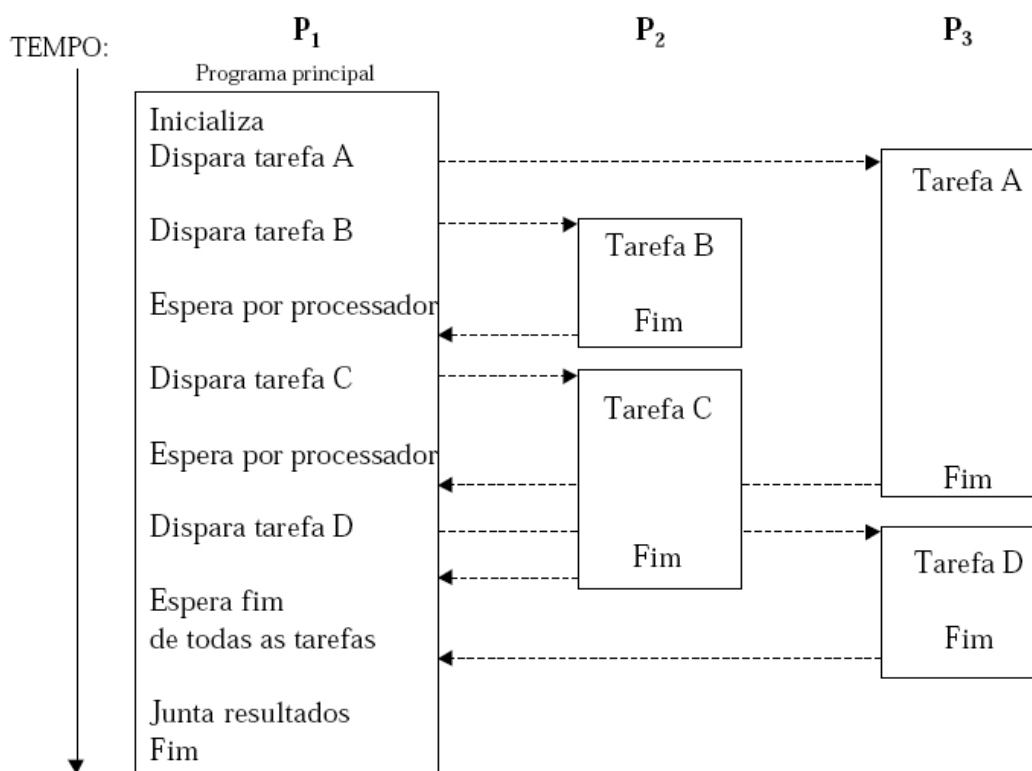 P1
P2
P3
TEMPO:
Programa principal
Inicializa
Dispara tarefa A
Dispara tarefa B
Espera por processador
Dispara tarefa C
Espera por processador
Dispara tarefa D
Espera fim
de todas as tarefas
Junta resultados
Fim
Tarefa B
Fim
Tarefa C
Fim
Tarefa A
Fim
Tarefa D
Fim